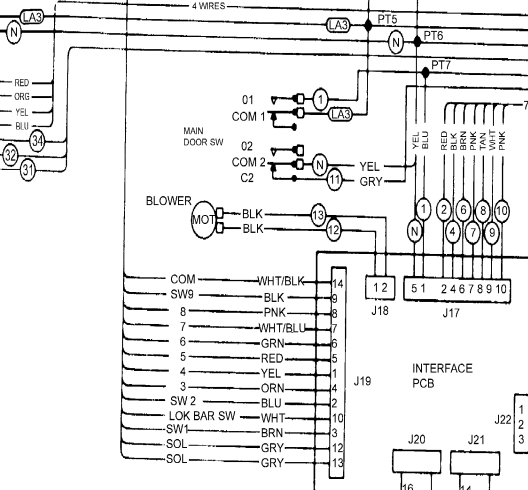 4 WIRES
LA3
LA3
PT5
N
N
PT6
PT7
RED
ORG
YEL
BLU
34
32
31
01
1
COM 1
LA3
MAIN
DOOR SW
02
COM 2
N
YEL
C2
11
GRY
YEL
BLU
RED
BLK
BRN
PNK
TAN
WHT
PNK
7
BLOWER
MOT
BLK
13
BLK
12
1
2
6
8
10
N
4
7
9
1 2
J18
5 1 2 4 6 7 8 9 10
J17
COM WHT/BLK 14
SW9 BLK 9
8 PNK 8
7 WHT/BLU 7
6 GRN 6
5 RED 5
4 YEL 1
3 ORN 4
SW 2 BLU 2
LOK BAR SW WHT 10
SW1 BRN 3
SOL GRY 12
SOL GRY 13
J19
INTERFACE
PCB
J22
1
2
3
J20
J21
16
14